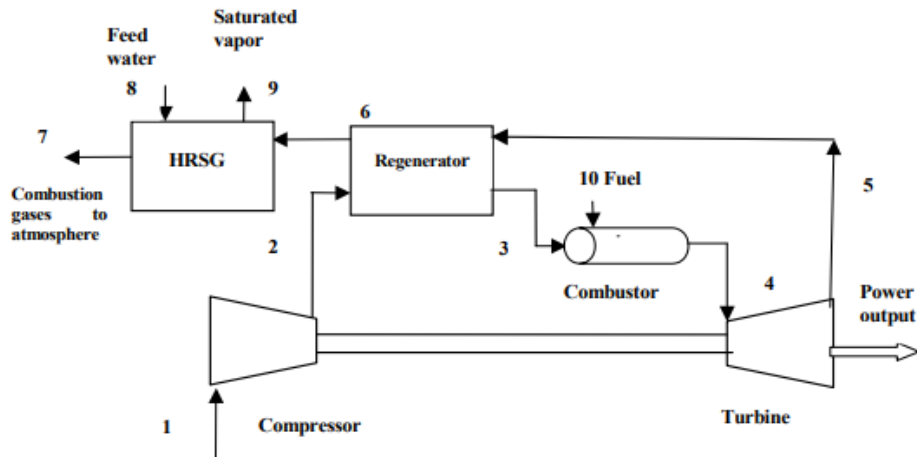 Saturated
vapor
Feed
water
8
9
6
7
HRSG
Regenerator
10 Fuel
5
Combustion
gases to
atmosphere
2
3
Combustor
4
Power
output
1
Compressor
Turbine